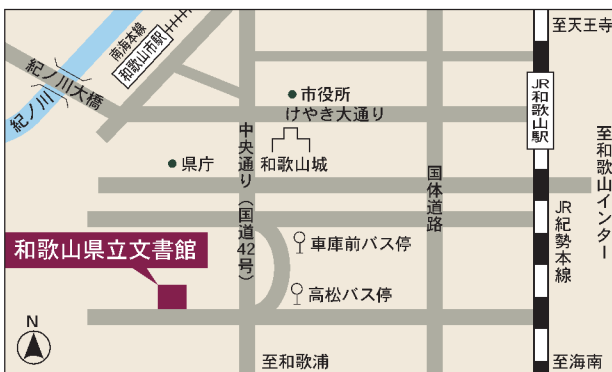 至天王寺
南海本線
和歌山市駅
紀ノ川大橋
紀ノ川
市役所
けやき大通り
JR和歌山駅
至和歌山インター
中央通り（国道42号）
県庁
和歌山城
国体道路
JR紀勢本線
和歌山県立文書館
車庫前バス停
高松バス停
N
至和歌浦
至海南